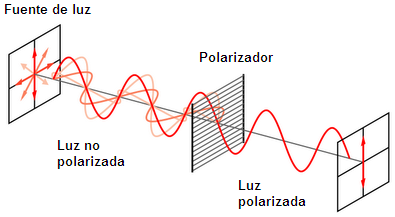 Fuente de luz
Polarizador
Luz no
polarizada
Luz
polarizada